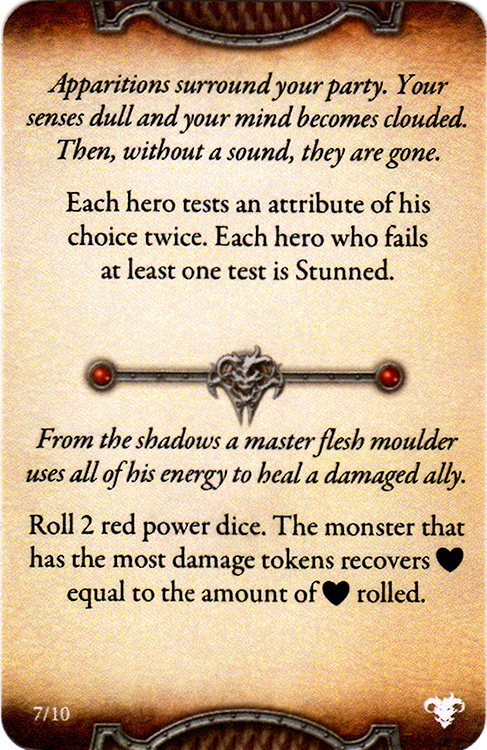 Apparitions surround your party. Your
senses dull and your mind becomes clouded.
Then, without a sound, they are gone.
Each hero tests an attribute of his
choice twice. Each hero who fails
at least one test is Stunned.
From the shadows a master flesh moulder
uses all of his energy to heal a damaged ally.
Roll 2 red power dice. The monster that
has the most damage tokens recovers ♥
equal to the amount of ♥ rolled.
7/10